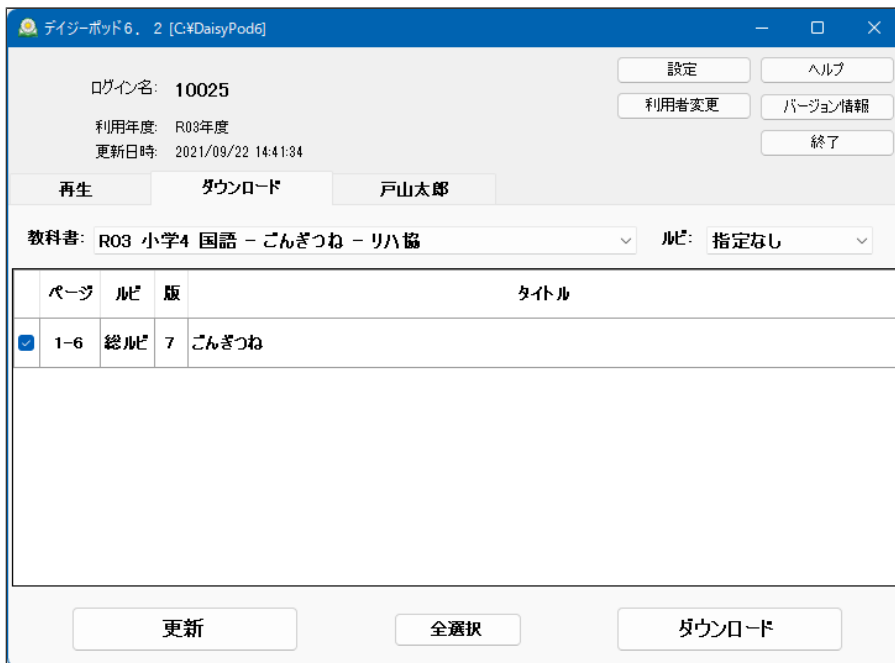 デイジーポッド6．2 [C:¥DaisyPod6]
ログイン名: 10025
利用年度: R03年度
更新日時: 2021/09/22 14:41:34
設定
ヘルプ
利用者変更
バージョン情報
終了
再生
ダウンロード
戸山太郎
教科書: R03 小学4 国語 - ごんぎつね - リハ協
ルビ: 指定なし
ページ ルビ 版 タイトル
1-6 総ルビ 7 ごんぎつね
更新
全選択
ダウンロード